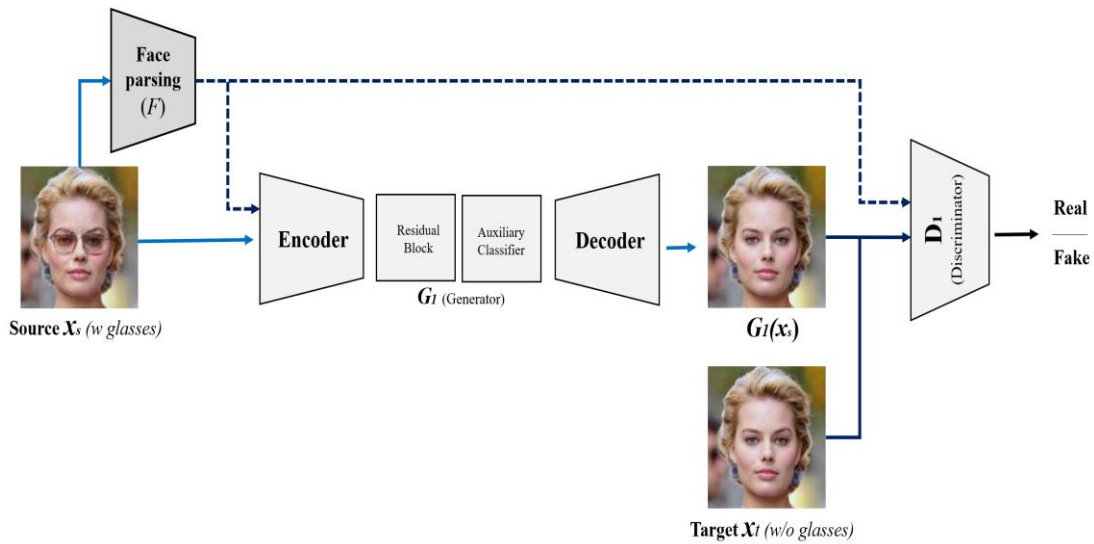 Face
parsing
(F)
Source xs (w glasses)
Encoder
Residual
Block
Auxiliary
Classifier
G1 (Generator)
Decoder
G1(xs)
Target xt (w/o glasses)
D1
(Discriminator)
Real
Fake